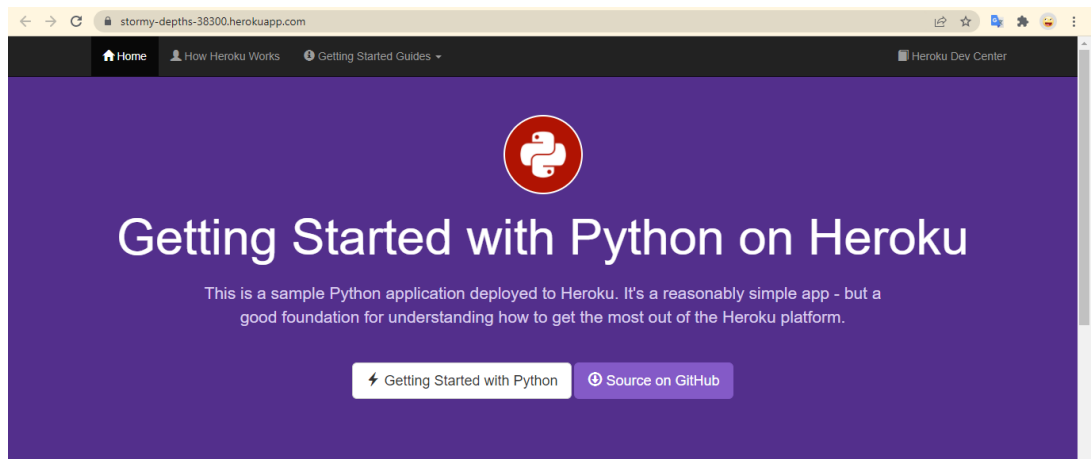 stormy-depths-38300.herokuapp.com
Home How Heroku Works Getting Started Guides Heroku Dev Center
Getting Started with Python on Heroku
This is a sample Python application deployed to Heroku. It's a reasonably simple app - but a
good foundation for understanding how to get the most out of the Heroku platform.
Getting Started with Python Source on GitHub